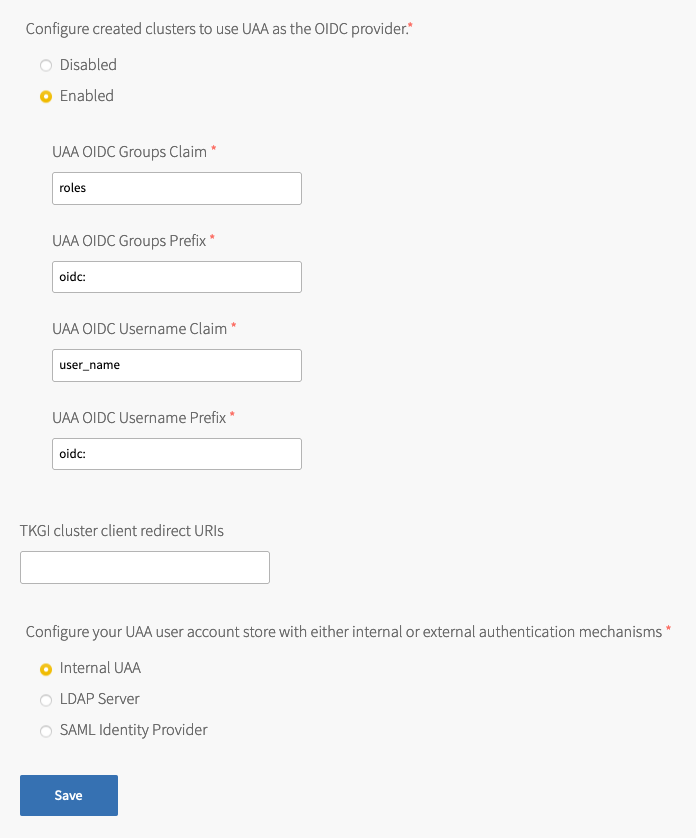 Configure created clusters to use UAA as the OIDC provider.*
Disabled
Enabled
UAA OIDC Groups Claim *
roles
UAA OIDC Groups Prefix *
oidc:
UAA OIDC Username Claim *
user_name
UAA OIDC Username Prefix *
oidc:
TKGI cluster client redirect URIs
Configure your UAA user account store with either internal or external authentication mechanisms *
Internal UAA
LDAP Server
SAML Identity Provider
Save